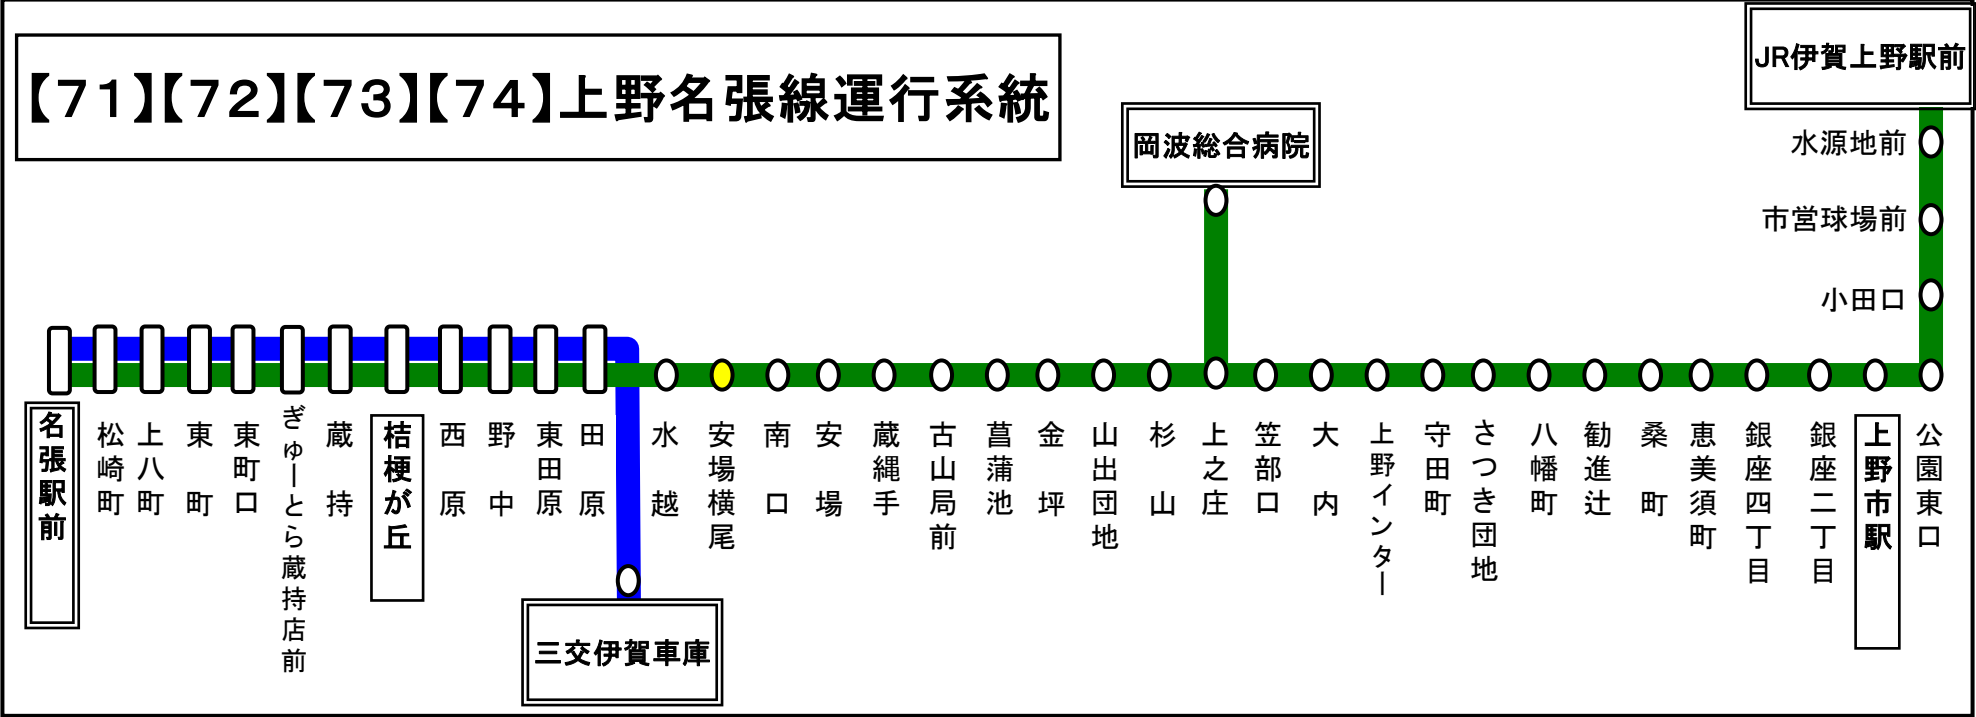 【71】【72】【73】【74】上野名張線運行系統
JR伊賀上野駅前
岡波総合病院
水源地前
市営球場前
小田口
名張駅前
松崎町
上八町
東町
東町口
ぎゅーとら蔵持店前
蔵持
桔梗が丘
西原
野中
東田原
田原
水越
安場横尾
南口
安場
蔵縄手
古山局前
菖蒲池
金坪
山出団地
杉山
上之庄
笠部口
大内
上野インター
守田町
さつき団地
八幡町
勧進辻
桑町
恵美須町
銀座四丁目
銀座二丁目
上野市駅
公園東口
三交伊賀車庫